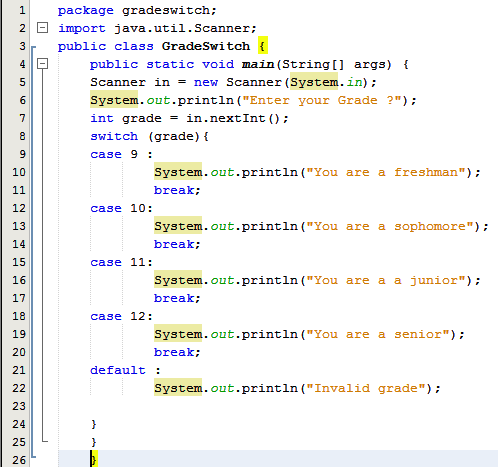 1 package gradeswitch;
2 import java.util.Scanner;
3 public class GradeSwitch {
4 public static void main(String[] args) {
5 Scanner in = new Scanner(System.in);
6 System.out.println("Enter your Grade ?");
7 int grade = in.nextInt();
8 switch (grade){
9 case 9 :
10 System.out.println("You are a freshman");
11 break;
12 case 10:
13 System.out.println("You are a sophomore");
14 break;
15 case 11:
16 System.out.println("You are a a junior");
17 break;
18 case 12:
19 System.out.println("You are a senior");
20 break;
21 default :
22 System.out.println("Invalid grade");
23
24 }
25 }
26 }